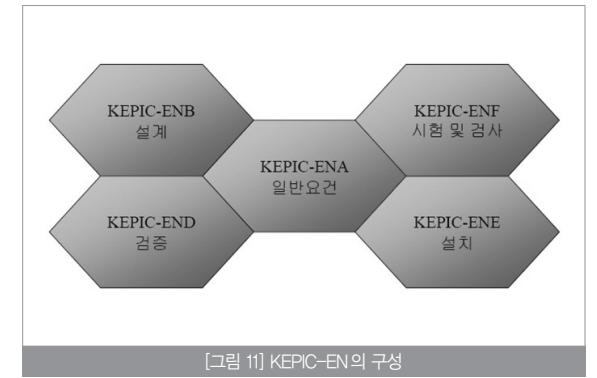 KEPIC-ENB
설계
KEPIC-ENF
시험 및 검사
KEPIC-ENA
일반요건
KEPIC-END
검증
KEPIC-ENE
설치
[그림 11] KEPIC-EN의 구성